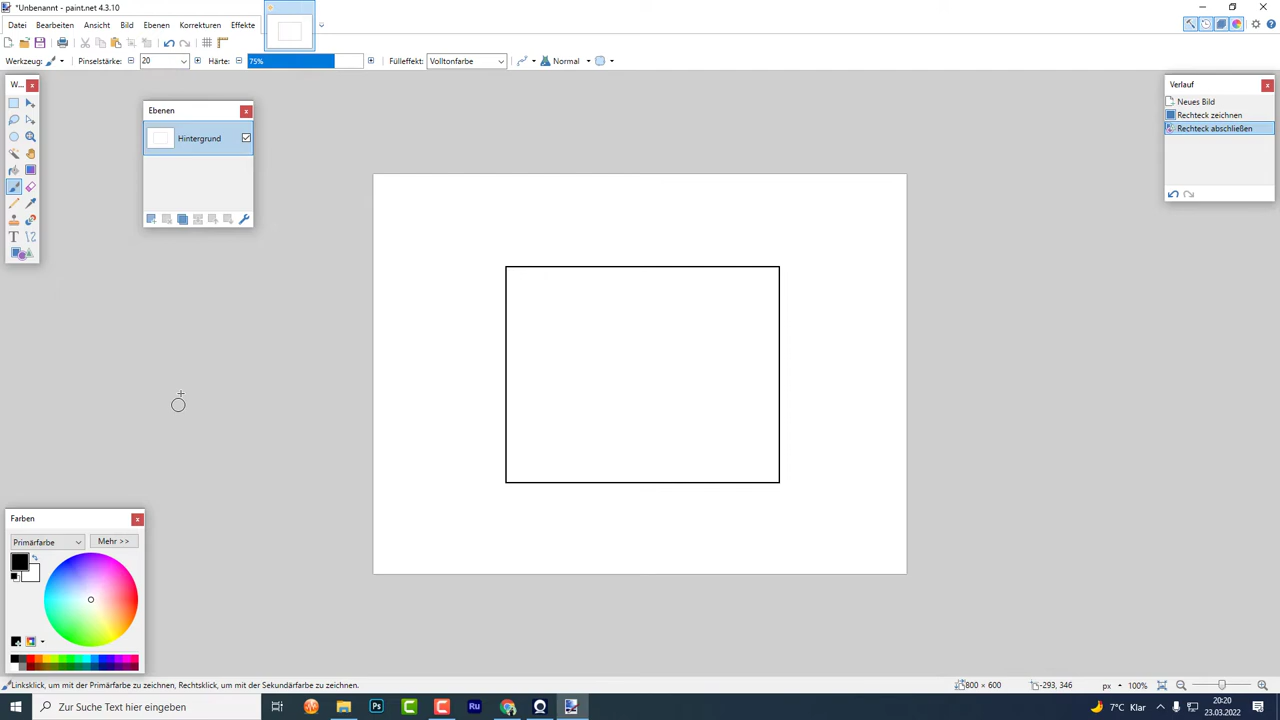 *Unbenannt - paint.net 4.3.10
Datei Bearbeiten Ansicht Bild Ebenen Korrekturen Effekte
Werkzeug: Pinselstärke: 20 Härte: 75% Fülleffekt: Volltonfarbe Normal
W...
Ebenen
Hintergrund
Verlauf
Neues Bild
Rechteck zeichnen
Rechteck abschließen
Farben
Primärfarbe Mehr >>
Linksklick, um mit der Primärfarbe zu zeichnen, Rechtsklick, um mit der Sekundärfarbe zu zeichnen.
800 × 600 -293, 346 px 100%
Zur Suche Text hier eingeben
Ps C C Ru
7°C Klar
20:20
23.03.2022